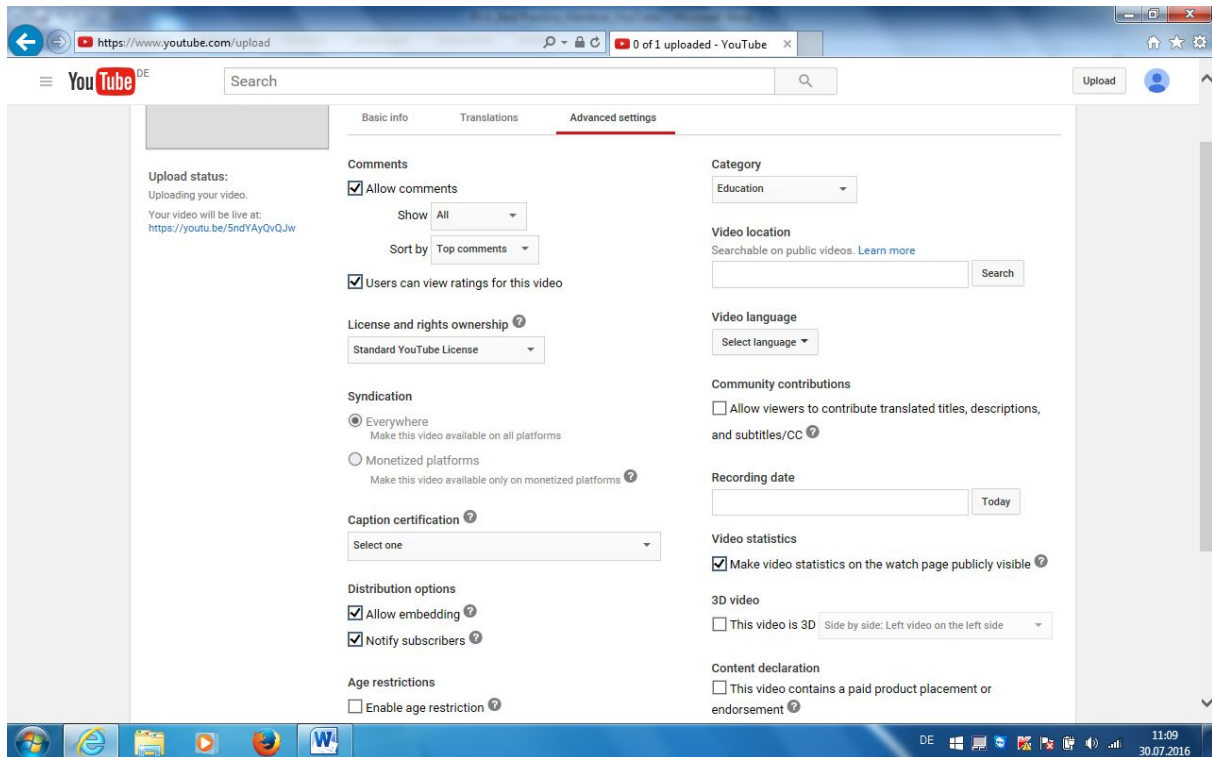 https://www.youtube.com/upload
0 of 1 uploaded - YouTube
YouTube DE
Search
Upload
Basic info Translations Advanced settings
Upload status:
Uploading your video.
Your video will be live at:
https://youtu.be/5ndYAyQvQJw
Comments
Allow comments
Show All
Sort by Top comments
Users can view ratings for this video
License and rights ownership ?
Standard YouTube License
Syndication
Everywhere
Make this video available on all platforms
Monetized platforms
Make this video available only on monetized platforms ?
Caption certification ?
Select one
Distribution options
Allow embedding ?
Notify subscribers ?
Age restrictions
Enable age restriction ?
Category
Education
Video location
Searchable on public videos. Learn more
Search
Video language
Select language
Community contributions
Allow viewers to contribute translated titles, descriptions,
and subtitles/CC ?
Recording date
Today
Video statistics
Make video statistics on the watch page publicly visible ?
3D video
This video is 3D Side by side: Left video on the left side
Content declaration
This video contains a paid product placement or
endorsement ?
DE
11:09
30.07.2016